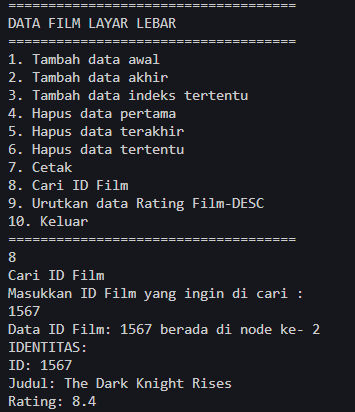 ====================================
DATA FILM LAYAR LEBAR
====================================
1. Tambah data awal
2. Tambah data akhir
3. Tambah data indeks tertentu
4. Hapus data pertama
5. Hapus data terakhir
6. Hapus data tertentu
7. Cetak
8. Cari ID Film
9. Urutkan data Rating Film-DESC
10. Keluar
====================================
8
Cari ID Film
Masukkan ID Film yang ingin di cari :
1567
Data ID Film: 1567 berada di node ke- 2
IDENTITAS:
ID: 1567
Judul: The Dark Knight Rises
Rating: 8.4